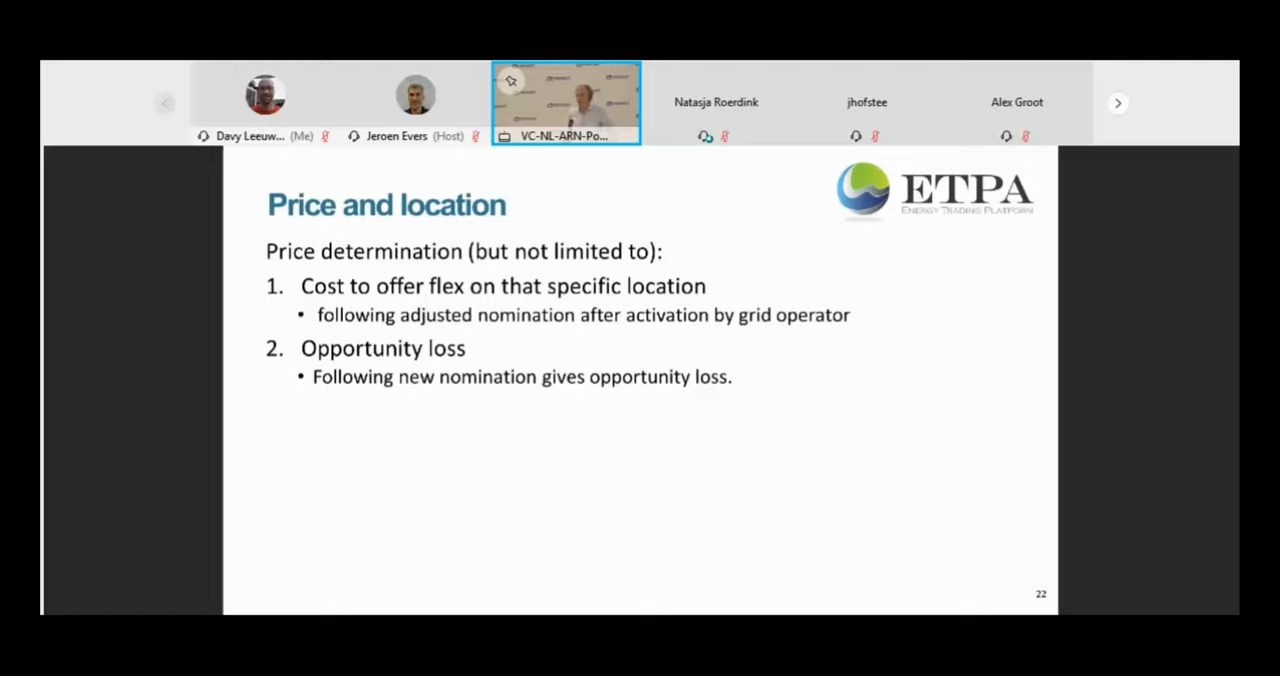 Davy Leeuw... (Me)
Jeroen Evers (Host)
VC-NL-ARN-Po...
Natasja Roerdink
jhofstee
Alex Groot
ETPA
ENERGY TRADING PLATFORM
Price and location
Price determination (but not limited to):
1. Cost to offer flex on that specific location
• following adjusted nomination after activation by grid operator
2. Opportunity loss
• Following new nomination gives opportunity loss.
22